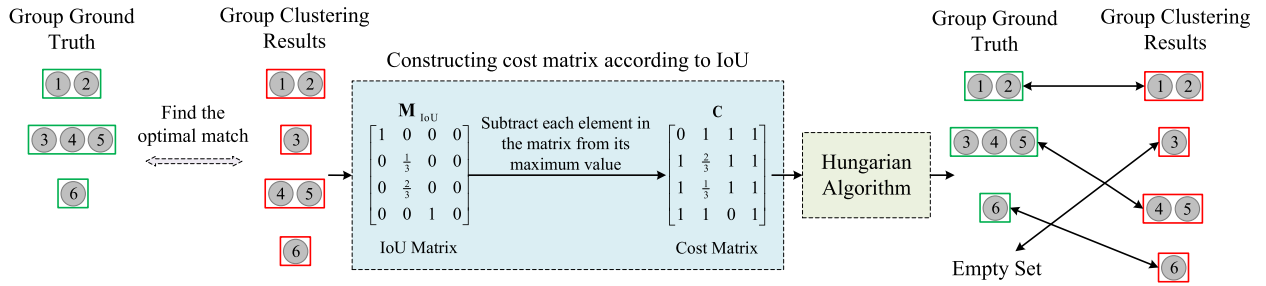 Group Ground
Truth
1 2
3 4 5
6
Find the
optimal match
Group Clustering
Results
1 2
3
4 5
6
Constructing cost matrix according to IoU
M IoU
1 0 0 0
0 1/3 0 0
0 2/3 0 0
0 0 1 0
IoU Matrix
Subtract each element in
the matrix from its
maximum value
C
0 1 1 1
1 2/3 1 1
1 1/3 1 1
1 1 0 1
Cost Matrix
Hungarian
Algorithm
Group Ground
Truth
1 2
3 4 5
6
Empty Set
Group Clustering
Results
1 2
3
4 5
6